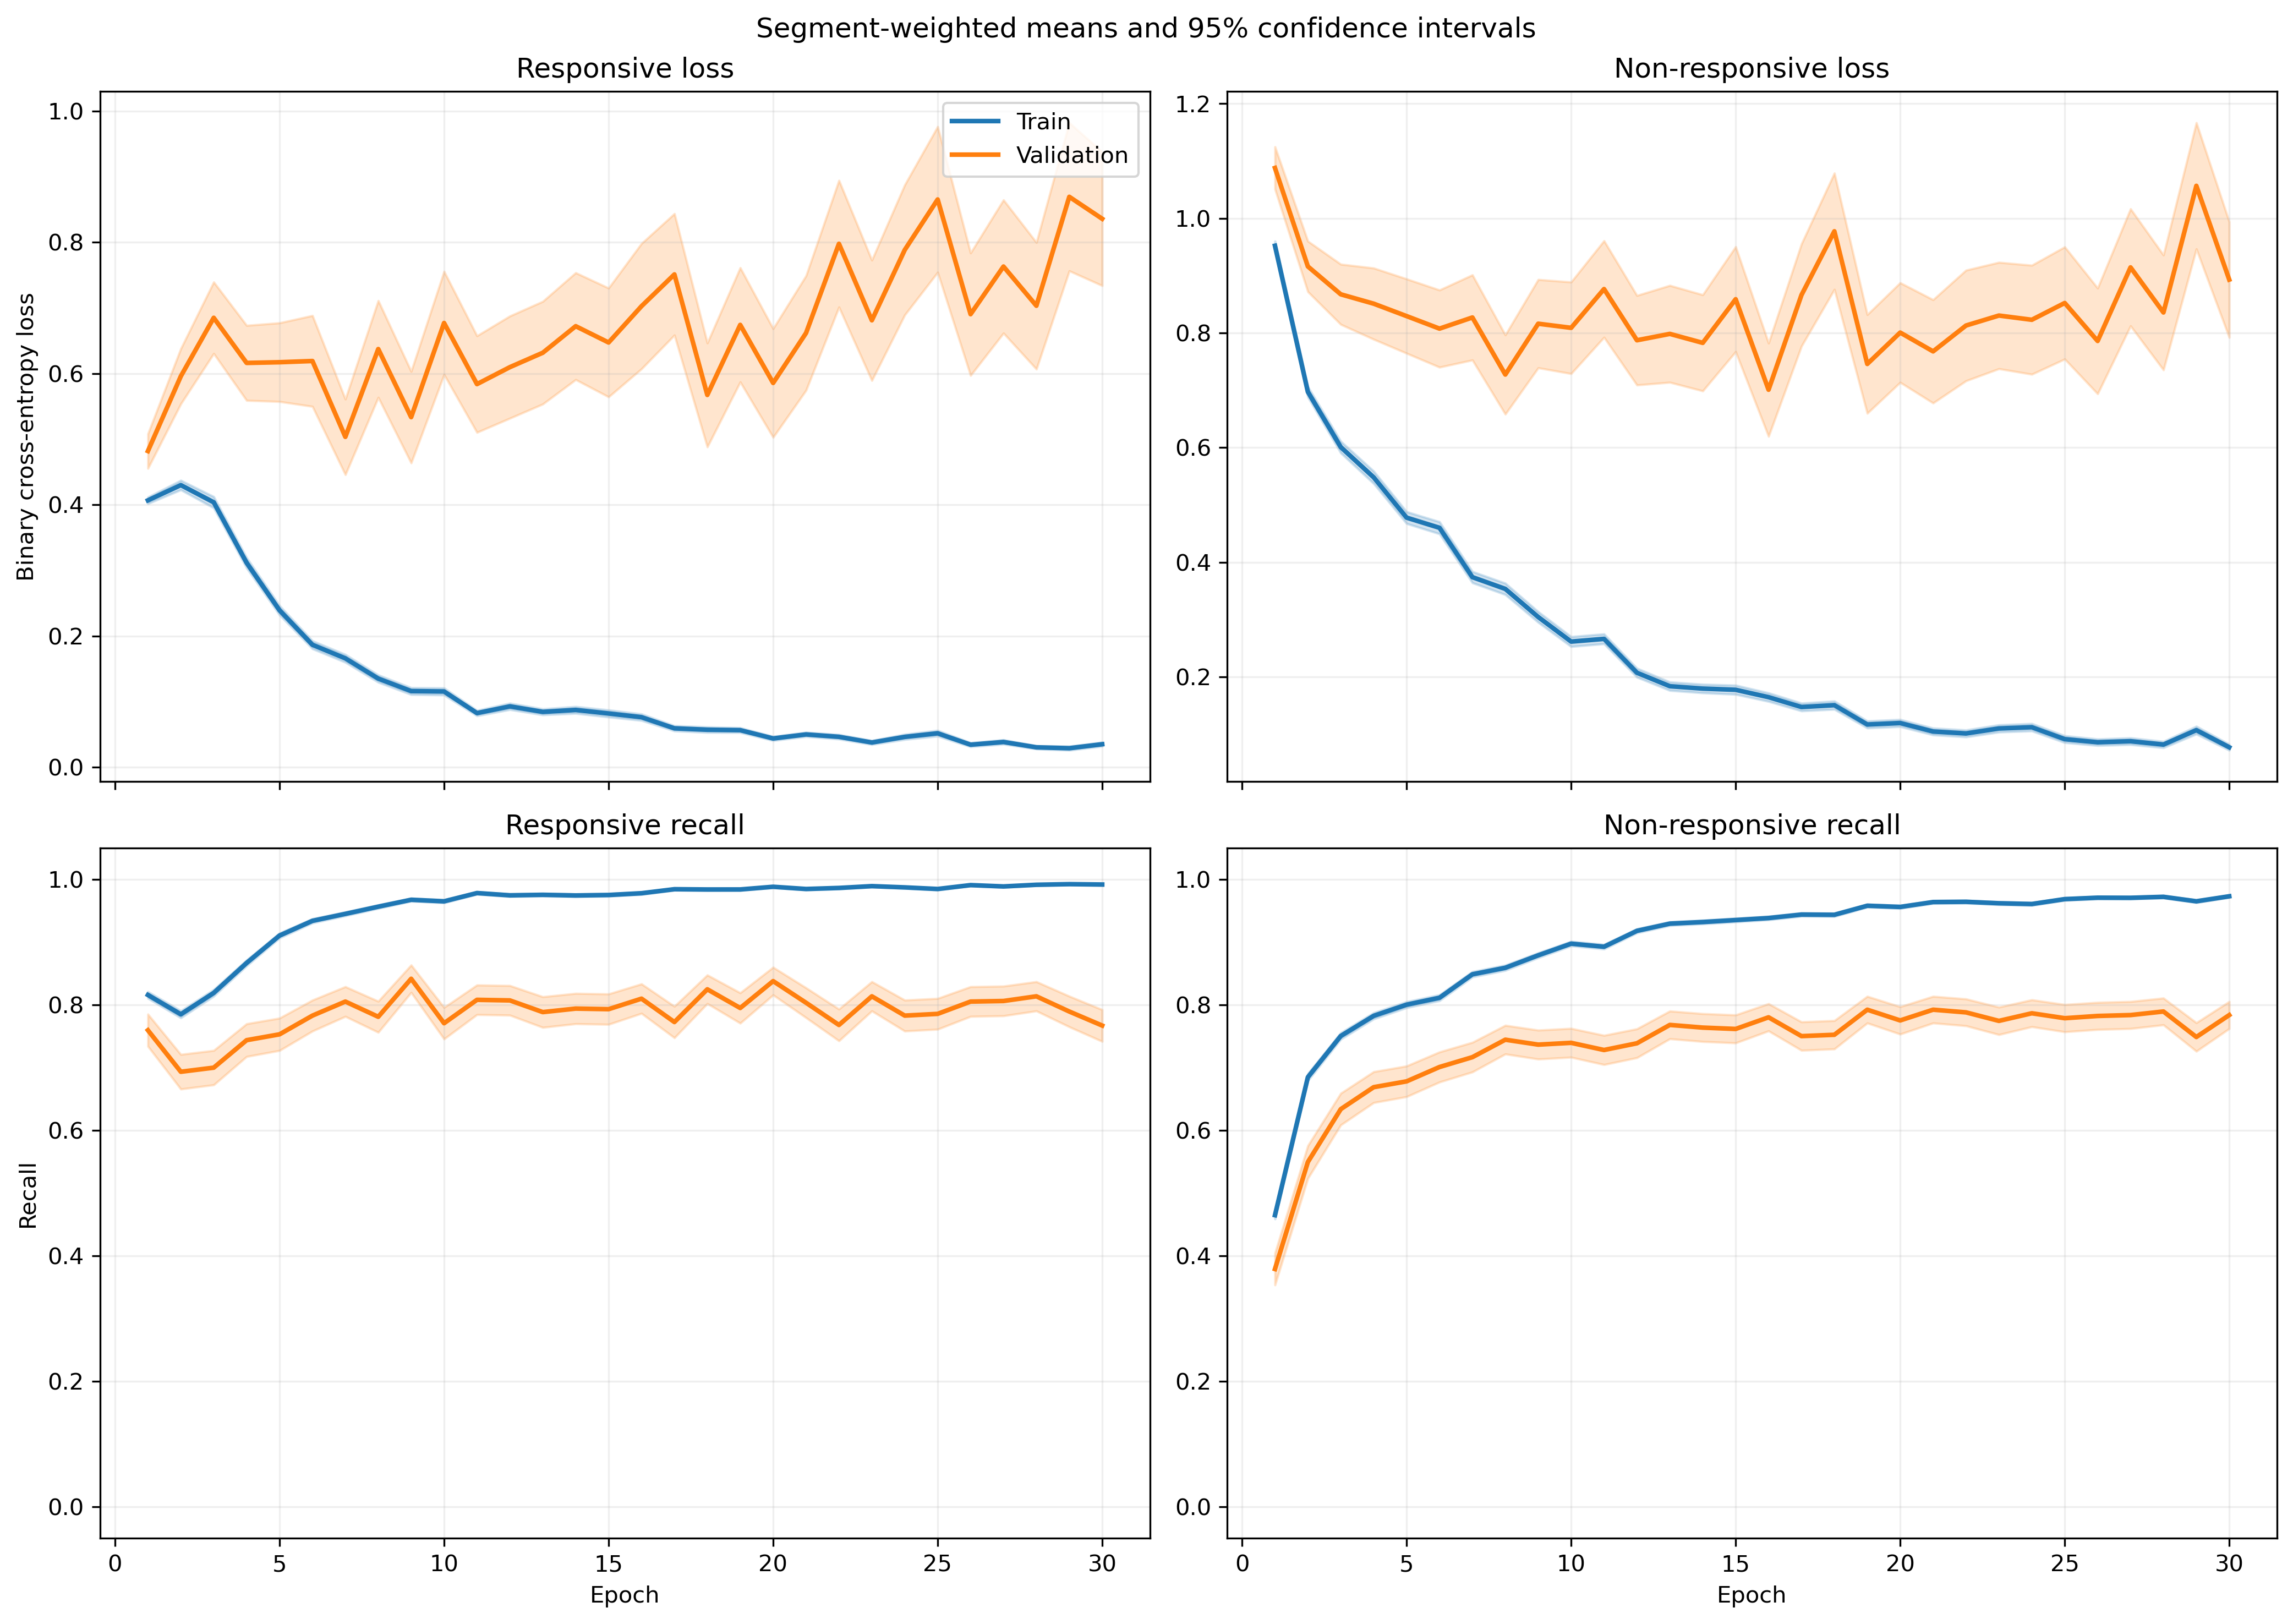 Segment-weighted means and 95% confidence intervals
Responsive loss
Non-responsive loss
Train
Validation
1.0
0.8
0.6
0.4
0.2
0.0
Binary cross-entropy loss
1.2
1.0
0.8
0.6
0.4
0.2
Responsive recall
Non-responsive recall
1.0
0.8
0.6
0.4
0.2
0.0
Recall
0 5 10 15 20 25 30
Epoch
1.0
0.8
0.6
0.4
0.2
0.0
0 5 10 15 20 25 30
Epoch